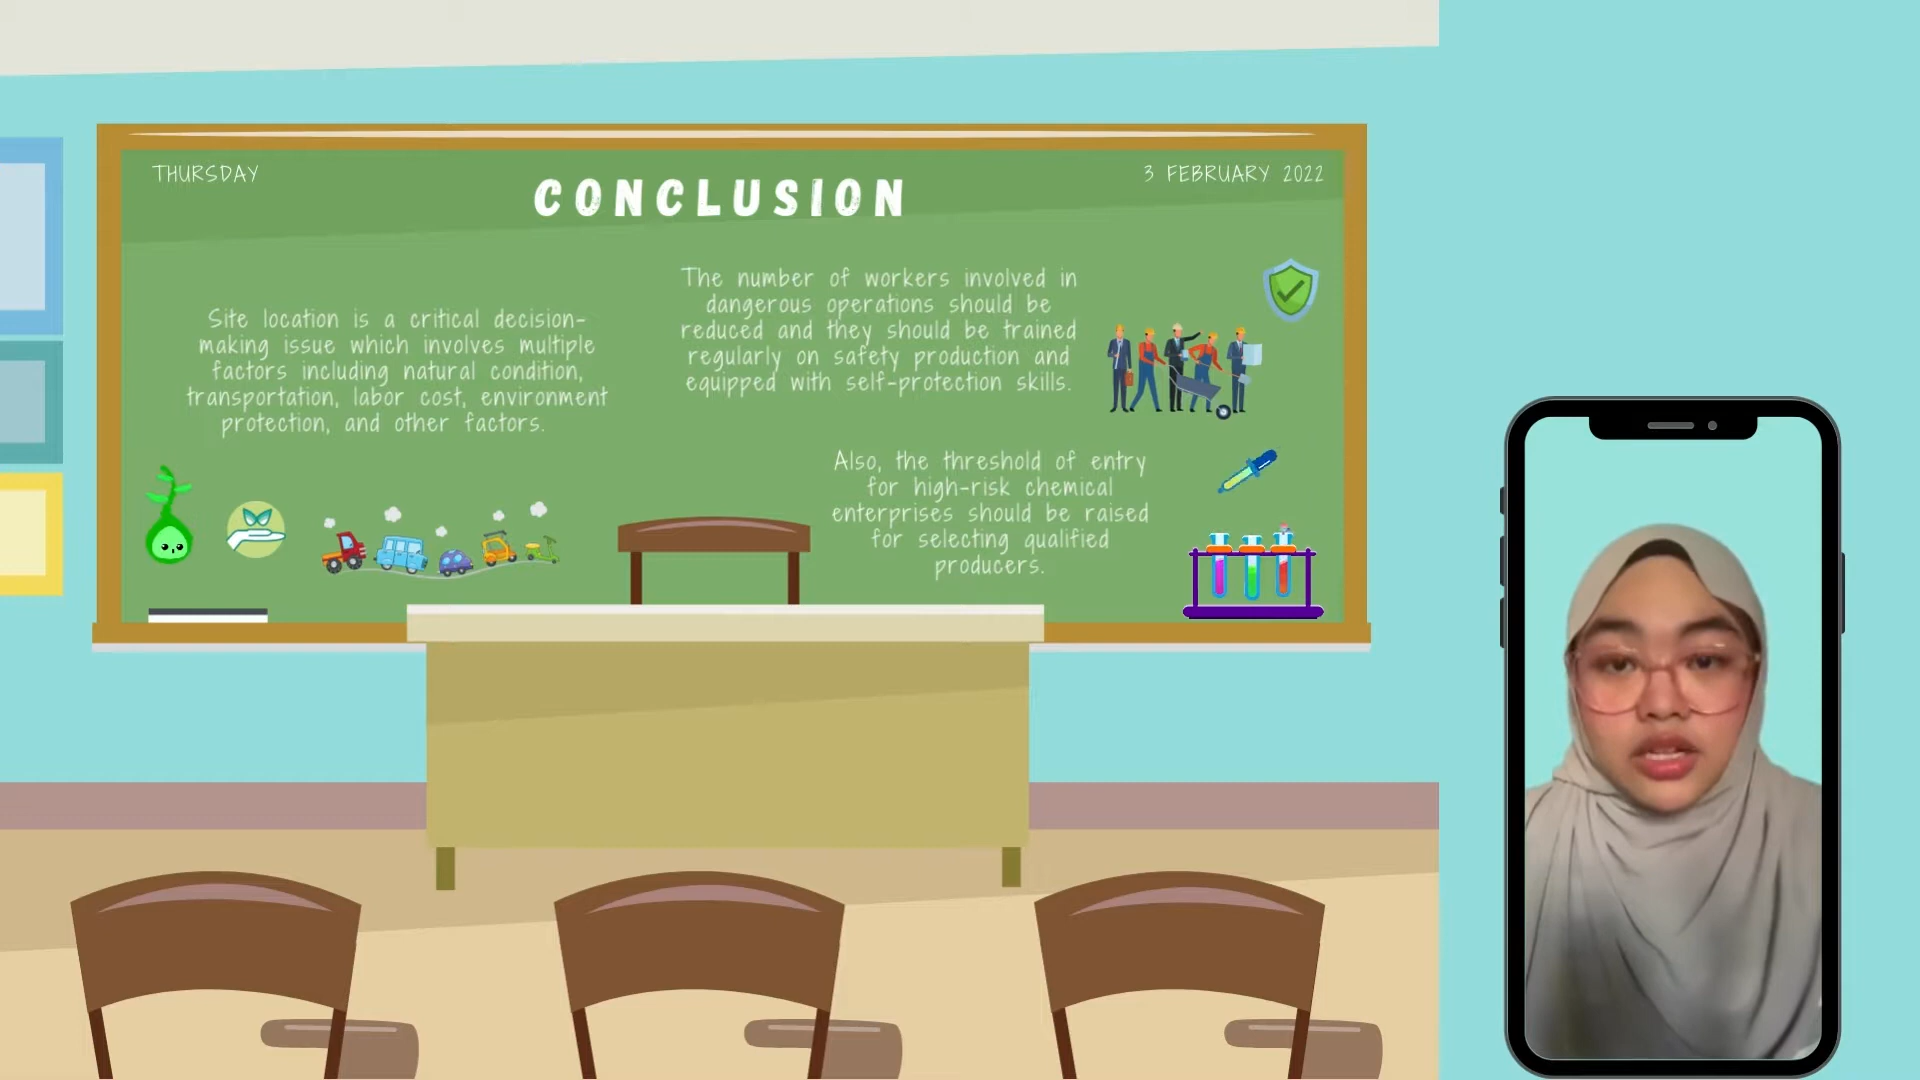 THURSDAY
3 FEBRUARY 2022
CONCLUSION
Site location is a critical decision-
making issue which involves multiple
factors including natural condition,
transportation, labor cost, environment
protection, and other factors.
The number of workers involved in
dangerous operations should be
reduced and they should be trained
regularly on safety production and
equipped with self-protection skills.
Also, the threshold of entry
for high-risk chemical
enterprises should be raised
for selecting qualified
producers.